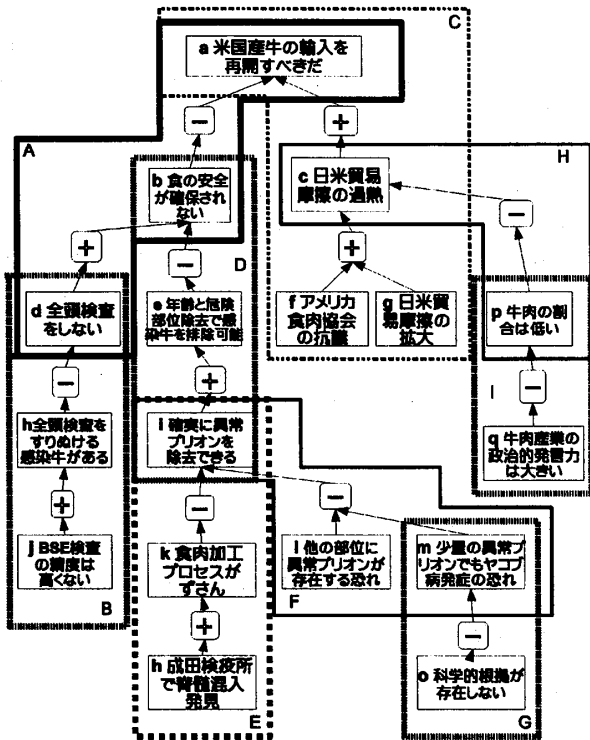 C
a 米国産牛の輸入を
再開すべきだ
−
+
A
H
b 食の安全
が確保され
ない
c 日米貿易
摩擦の過熱
−
+
−
+
D
d 全頭検査
をしない
e 年齢と危険
部位除去で感
染牛を排除可能
f アメリカ
食肉協会
の抗議
g 日米貿
易摩擦の
拡大
p 牛肉の割
合は低い
−
+
−
I
h全頭検査を
すりぬける
感染牛がある
i 確実に異常
プリオンを
除去できる
q 牛肉産業の
政治的発言力
は大きい
+
−
−
j BSE検査
の精度は
高くない
B
k 食肉加工
プロセスが
ずさん
l 他の部位に
異常プリオンが
存在する恐れ
F
m 少量の異常プ
リオンでもヤコブ
病発症の恐れ
+
−
h 成田検疫所
で脊髄混入
発見
E
o 科学的根拠が
存在しない
G